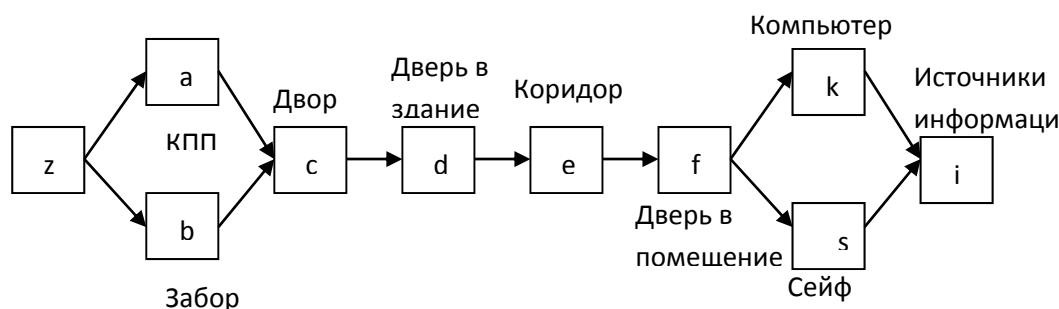 Компьютер
Дверь в
здание
Коридор
Источники
информаци
Двор
a
k
КПП
z
c
d
e
f
i
b
s
Дверь в
помещение
Сейф
Забор